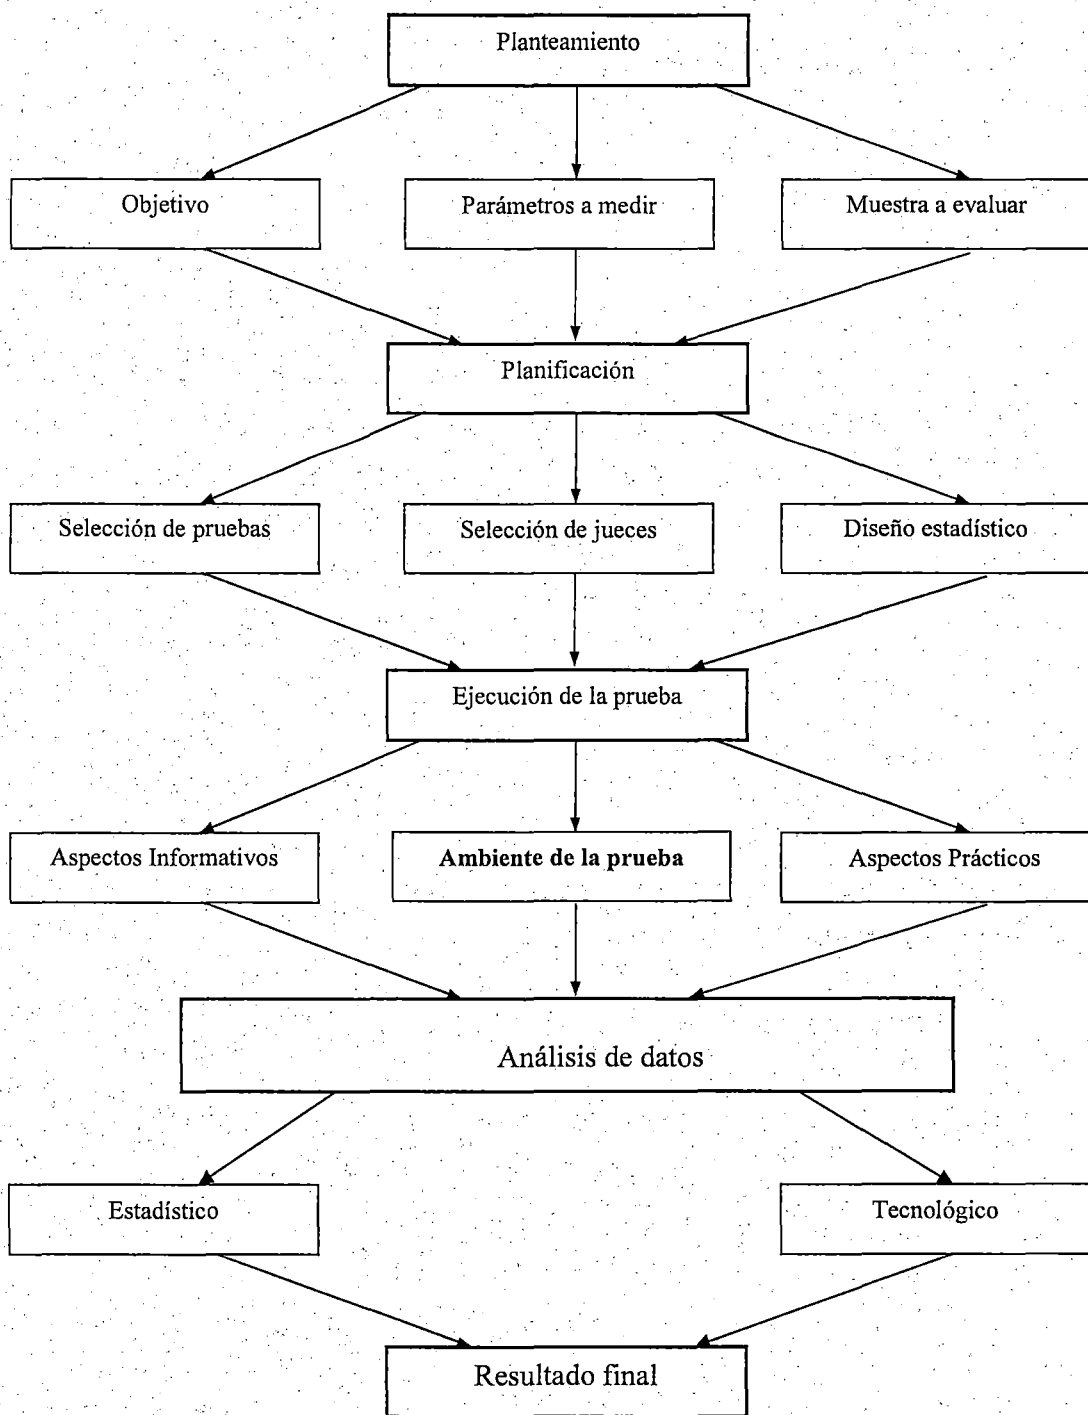 Planteamiento
Objetivo
Parámetros a medir
Muestra a evaluar
Planificación
Selección de pruebas
Selección de jueces
Diseño estadístico
Ejecución de la prueba
Aspectos Informativos
Ambiente de la prueba
Aspectos Prácticos
Análisis de datos
Estadístico
Tecnológico
Resultado final